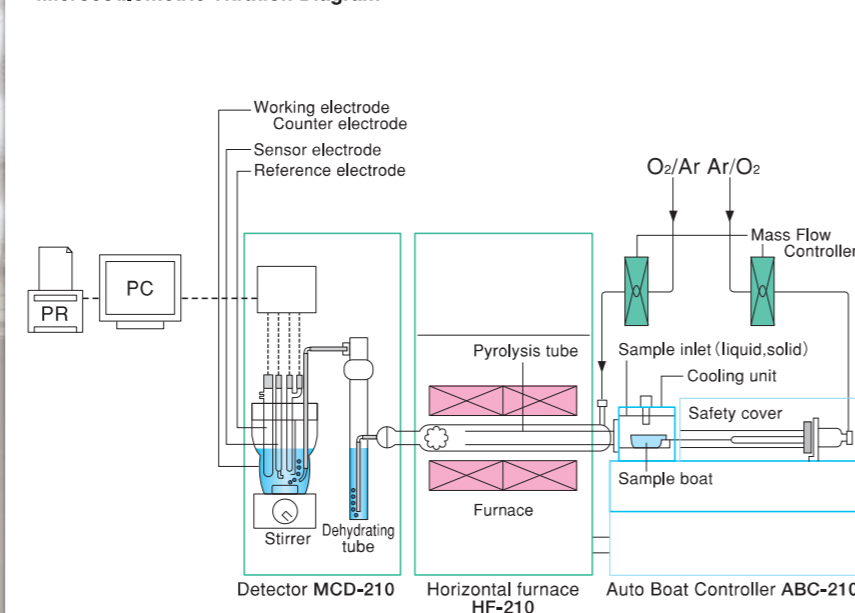 Working electrode
Counter electrode
Sensor electrode
Reference electrode
O₂/Ar Ar/O₂
Mass Flow
Controller
PR
PC
Pyrolysis tube
Sample inlet (liquid,solid)
Cooling unit
Safety cover
Sample boat
Furnace
Stirrer
Dehydrating
tube
Detector MCD-210
Horizontal furnace
HF-210
Auto Boat Controller ABC-210